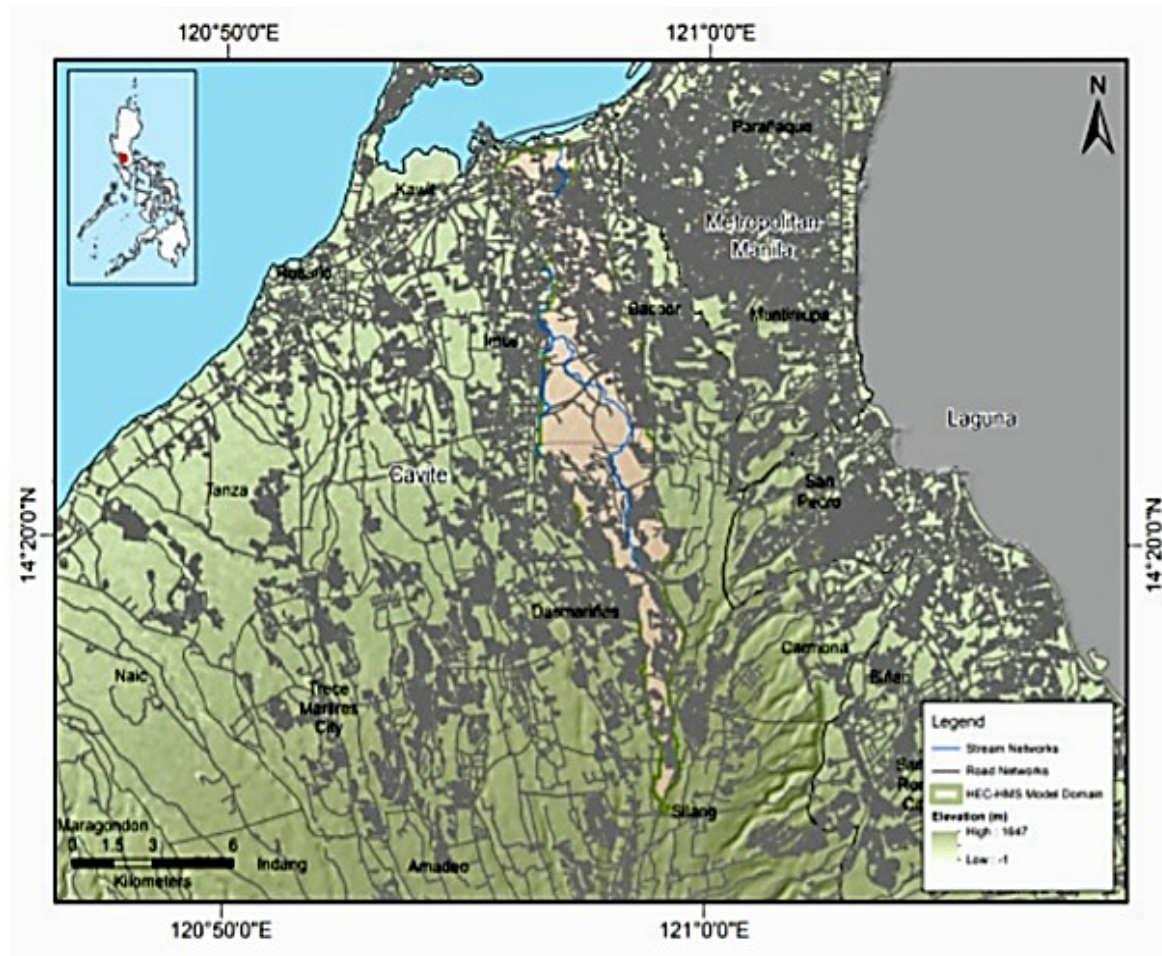 120°50'0"E
121°0'0"E
N
Parañaque
Kawit
Metropolitan
Manila
Rosario
Bacoor
Muntinlupa
Imus
Laguna
Cavite
Tanza
San
Pedro
14°20'0"N
14°20'0"N
Dasmariñas
Carmona
Naic
Biñan
Trece
Martires
City
Legend
Stream Networks
Road Networks
HEC-HMS Model Domain
Elevation (m)
High : 1647
Low : -1
Silang
Maragondon
0 1.5 3 6
Kilometers
Indang
Amadeo
120°50'0"E
121°0'0"E